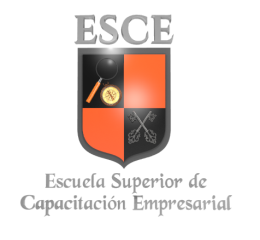 ESCE
Escuela Superior de
Capacitación Empresarial